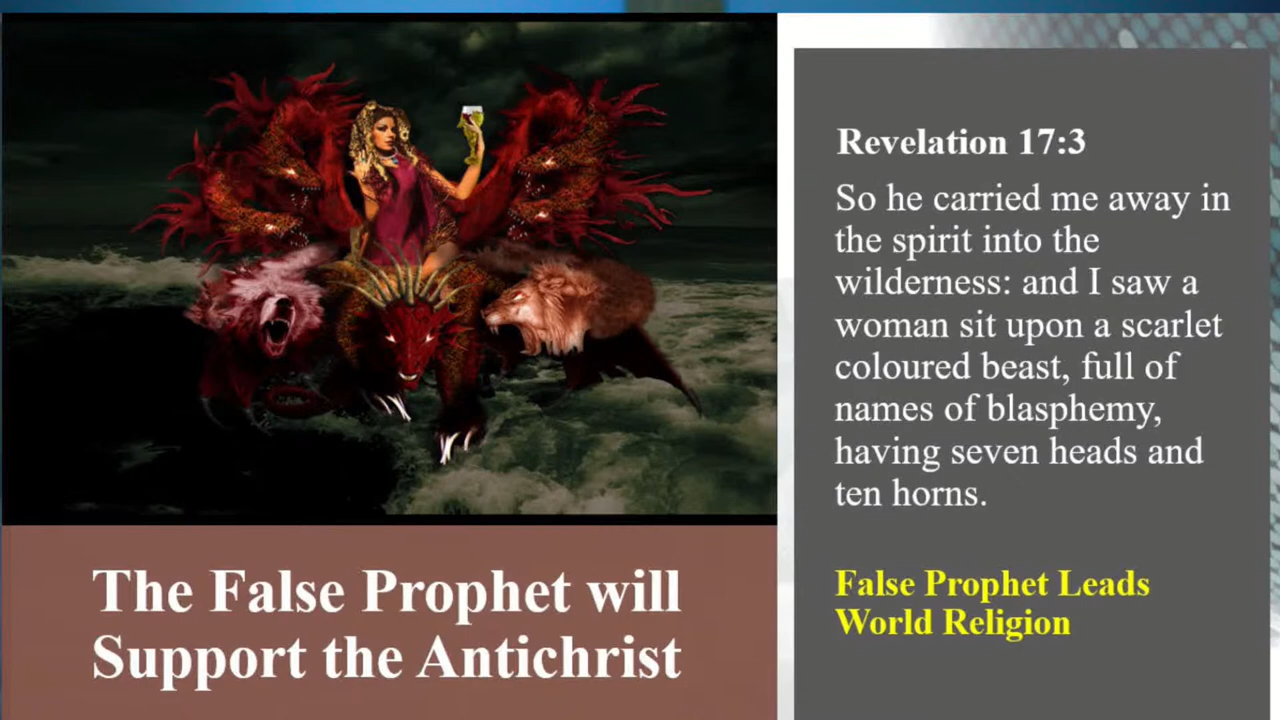 The False Prophet will
Support the Antichrist
Revelation 17:3
So he carried me away in
the spirit into the
wilderness: and I saw a
woman sit upon a scarlet
coloured beast, full of
names of blasphemy,
having seven heads and
ten horns.
False Prophet Leads
World Religion